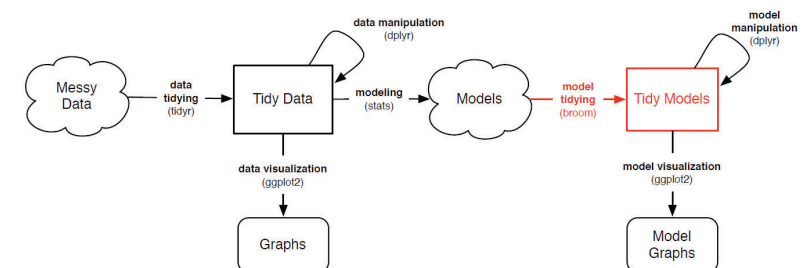 data manipulation
(dplyr)
model
manipulation
(dplyr)
Messy
Data
data
tidying
(tidyr)
Tidy Data
modeling
(stats)
Models
model
tidying
(broom)
Tidy Models
data visualization
(ggplot2)
model visualization
(ggplot2)
Graphs
Model
Graphs